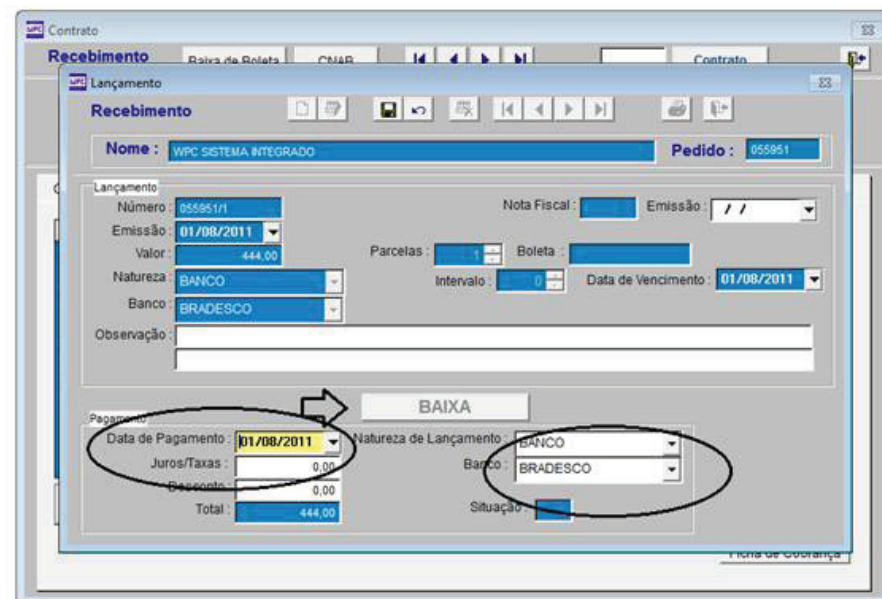 WPC Contrato
Recebimento Baixa de Boleta CNAB Contrato
WPC Lançamento
Recebimento
Nome : WPC SISTEMA INTEGRADO Pedido : 055951
Lançamento
Número : 055951/1 Nota Fiscal : Emissão : / /
Emissão : 01/08/2011
Valor : 444,00 Parcelas : 1 Boleta :
Natureza : BANCO Intervalo : 0 Data de Vencimento : 01/08/2011
Banco : BRADESCO
Observação :
BAIXA
Pagamento
Data de Pagamento : 01/08/2011 Natureza de Lançamento : BANCO
Juros/Taxas : 0,00 Banco : BRADESCO
Desconto : 0,00
Total : 444,00 Situação :
Ficha de Cobrança